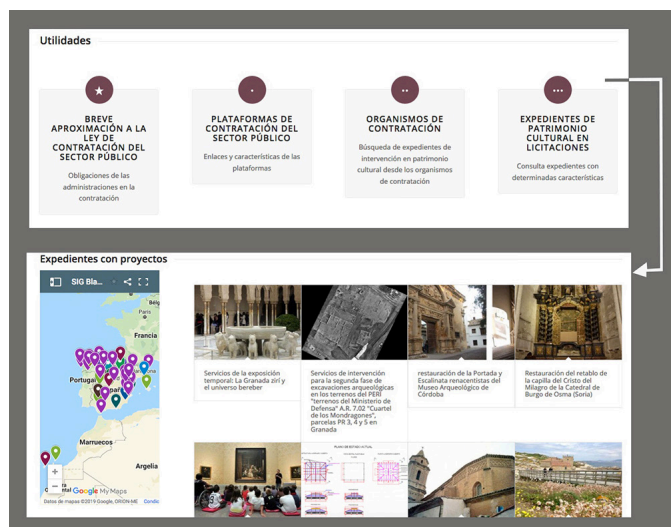 Utilidades
BREVE
APROXIMACIÓN A LA
LEY DE
CONTRATACIÓN DEL
SECTOR PÚBLICO
Obligaciones de las
administraciones en la
contratación
PLATAFORMAS DE
CONTRATACIÓN DEL
SECTOR PÚBLICO
Enlaces y características de las
plataformas
ORGANISMOS DE
CONTRATACIÓN
Búsqueda de expedientes de
intervención en patrimonio
cultural desde los organismos
de contratación
EXPEDIENTES DE
PATRIMONIO
CULTURAL EN
LICITACIONES
Consulta expedientes con
determinadas características
Expedientes con proyectos
SIG Bla...
Bélg
París
Francia
Portugal
Marruecos
Argelia
Google My Maps
Datos de mapas ©2019 Google, ORION-ME Condic
Servicios de la exposición
temporal: La Granada zirí y
el universo bereber
Servicios de intervención
para la segunda fase de
excavaciones arqueológicas
en los terrenos del PERI
"terrenos del Ministerio de
Defensa" A.R. 7.02 "Cuartel
de los Mondragones",
parcelas PR 3, 4 y 5 en
Granada
restauración de la Portada y
Escalinata renacentistas del
Museo Arqueológico de
Córdoba
Restauración del retablo de
la capilla del Cristo del
Milagro de la Catedral de
Burgo de Osma (Soria)